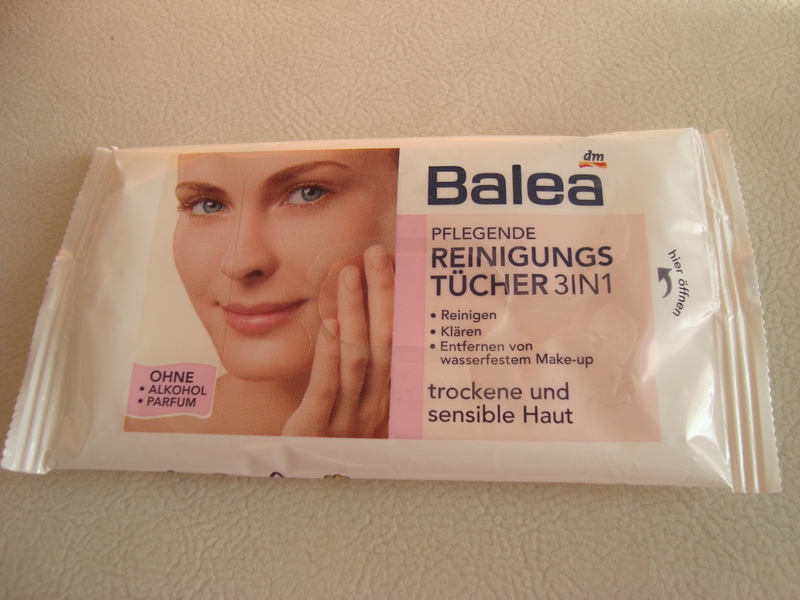 dm
Balea
PFLEGENDE
REINIGUNGS
TÜCHER 3IN1
• Reinigen
• Klären
• Entfernen von
wasserfestem Make-up
trockene und
sensible Haut
hier öffnen
OHNE
• ALKOHOL
• PARFUM